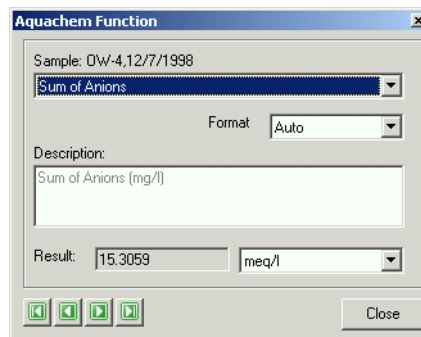 Aquachem Function
Sample: OW-4,12/7/1998
Sum of Anions
Format Auto
Description:
Sum of Anions (mg/l)
Result: 15.3059 meq/l
Close